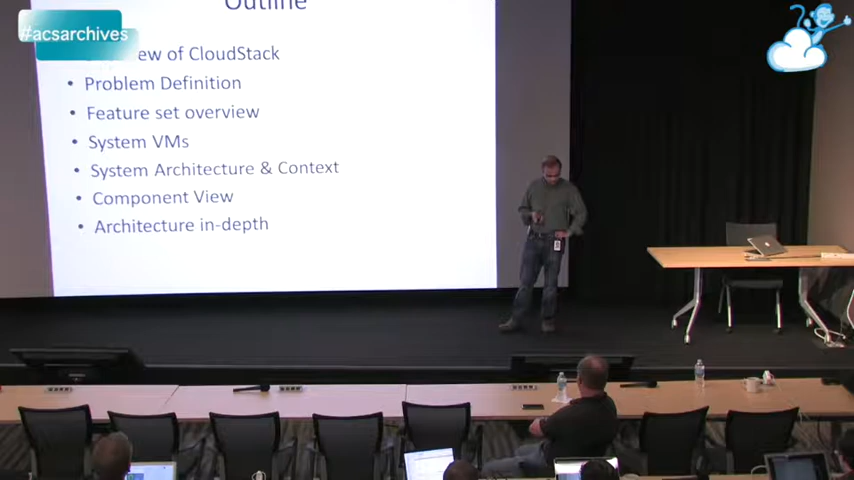 Outline
#acsarchives
ew of CloudStack
• Problem Definition
• Feature set overview
• System VMs
• System Architecture & Context
• Component View
• Architecture in-depth